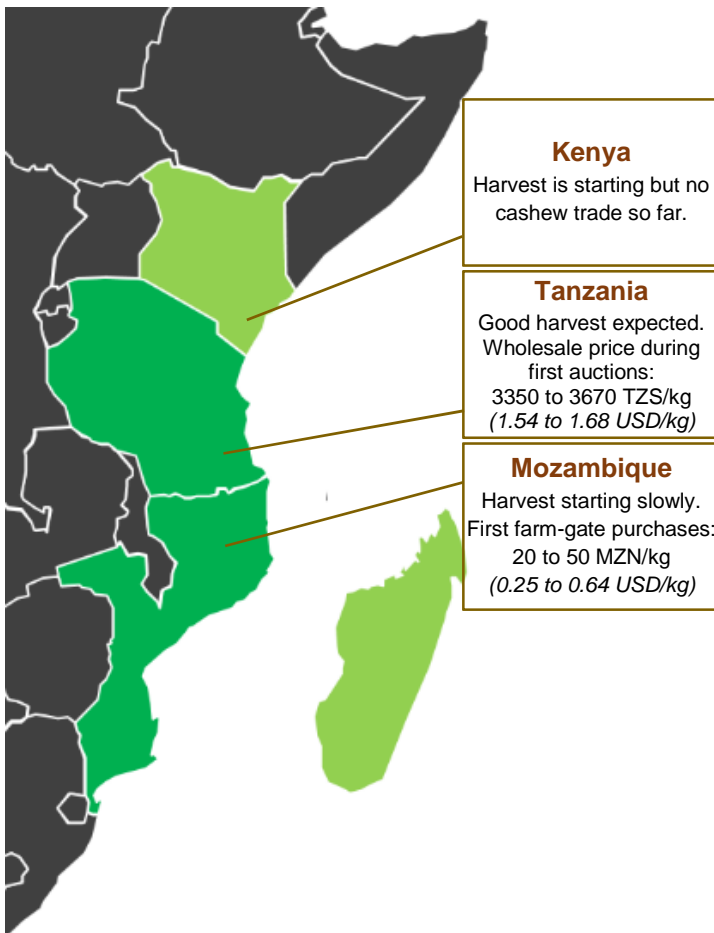 Kenya
Harvest is starting but no
cashew trade so far.
Tanzania
Good harvest expected.
Wholesale price during
first auctions:
3350 to 3670 TZS/kg
(1.54 to 1.68 USD/kg)
Mozambique
Harvest starting slowly.
First farm-gate purchases:
20 to 50 MZN/kg
(0.25 to 0.64 USD/kg)